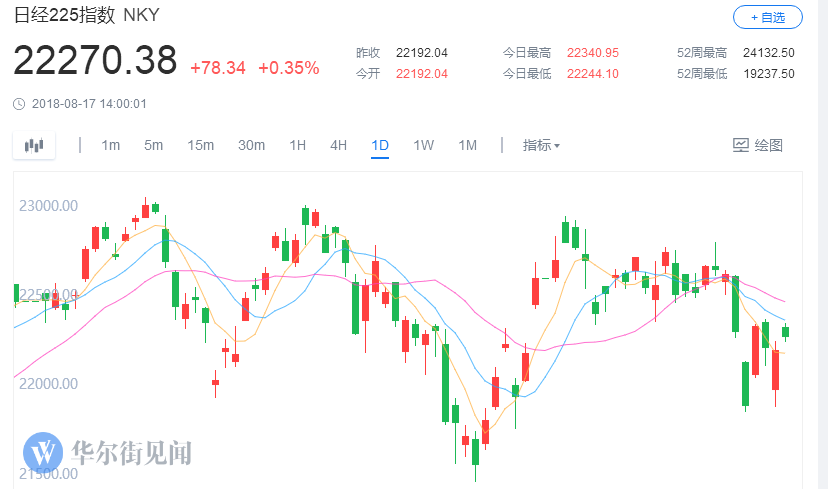 日经225指数 NKY
+ 自选
22270.38 +78.34 +0.35%
昨收 22192.04 今日最高 22340.95 52周最高 24132.50
今开 22192.04 今日最低 22244.10 52周最低 19237.50
2018-08-17 14:00:01
1m 5m 15m 30m 1H 4H 1D 1W 1M 指标 绘图
23000.00
22500.00
22000.00
华尔街见闻
21500.00